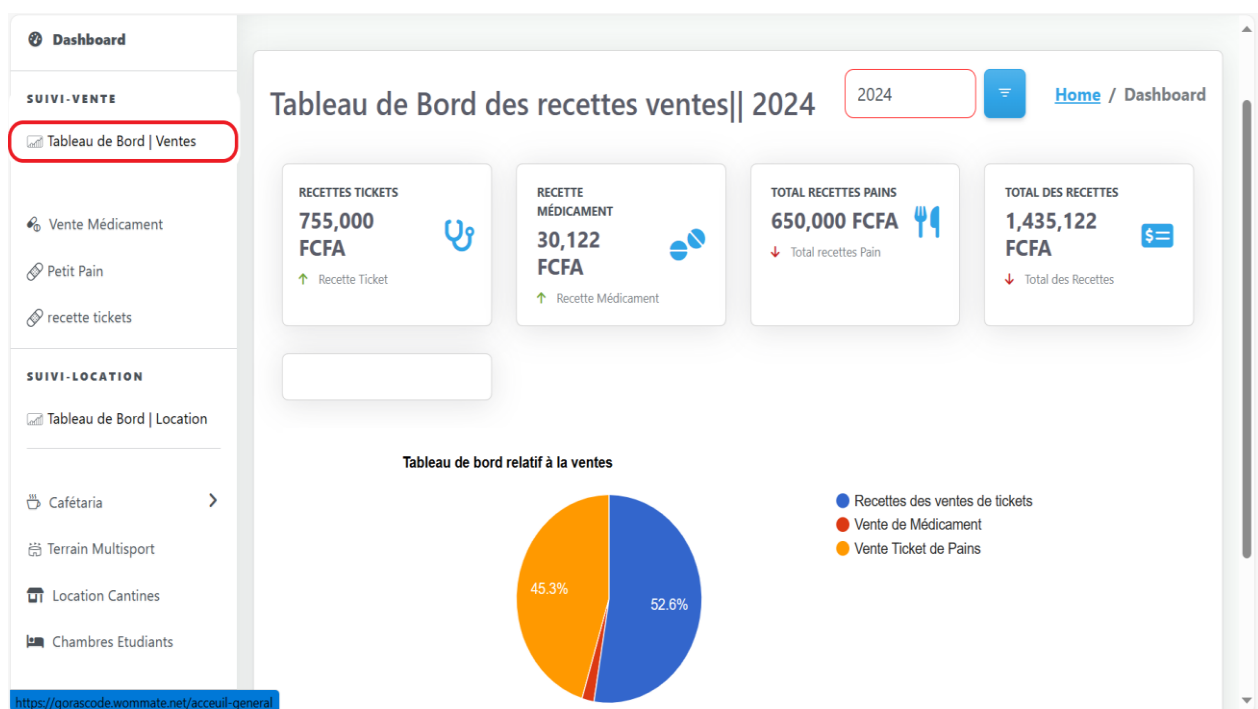 Dashboard
SUIVI-VENTE
Tableau de Bord | Ventes
Vente Médicament
Petit Pain
recette tickets
SUIVI-LOCATION
Tableau de Bord | Location
Cafétaria
Terrain Multisport
Location Cantines
Chambres Etudiants
https://gorascode.wommate.net/acceuil-general
Tableau de Bord des recettes ventes|| 2024
2024
Home / Dashboard
RECETTES TICKETS
755,000
FCFA
Recette Ticket
RECETTE
MÉDICAMENT
30,122
FCFA
Recette Médicament
TOTAL RECETTES PAINS
650,000 FCFA
Total recettes Pain
TOTAL DES RECETTES
1,435,122
FCFA
Total des Recettes
Tableau de bord relatif à la ventes
45.3%
52.6%
Recettes des ventes de tickets
Vente de Médicament
Vente Ticket de Pains